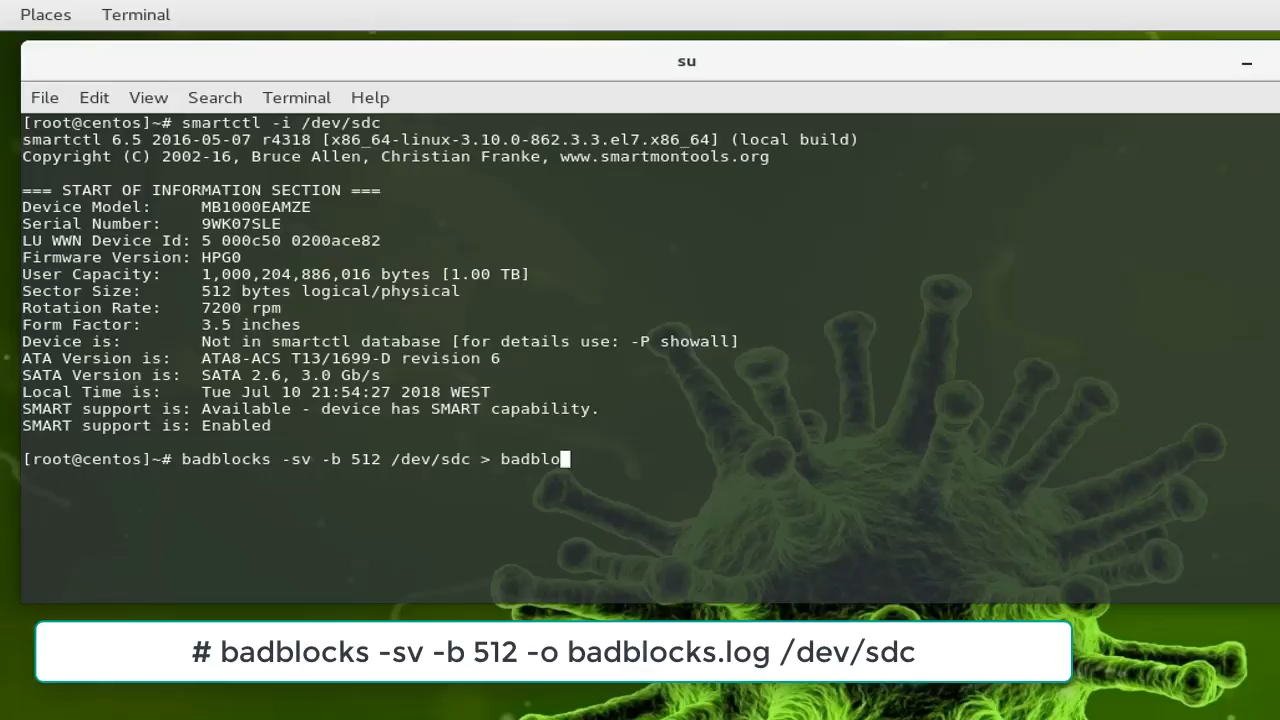 Places Terminal
su
File Edit View Search Terminal Help
[root@centos]~# smartctl -i /dev/sdc
smartctl 6.5 2016-05-07 r4318 [x86_64-linux-3.10.0-862.3.3.el7.x86_64] (local build)
Copyright (C) 2002-16, Bruce Allen, Christian Franke, www.smartmontools.org
=== START OF INFORMATION SECTION ===
Device Model:     MB1000EAMZE
Serial Number:    9WK07SLE
LU WWN Device Id: 5 000c50 0200ace82
Firmware Version: HPG0
User Capacity:    1,000,204,886,016 bytes [1.00 TB]
Sector Size:      512 bytes logical/physical
Rotation Rate:    7200 rpm
Form Factor:      3.5 inches
Device is:        Not in smartctl database [for details use: -P showall]
ATA Version is:   ATA8-ACS T13/1699-D revision 6
SATA Version is:  SATA 2.6, 3.0 Gb/s
Local Time is:    Tue Jul 10 21:54:27 2018 WEST
SMART support is: Available - device has SMART capability.
SMART support is: Enabled
[root@centos]~# badblocks -sv -b 512 /dev/sdc > badblo
# badblocks -sv -b 512 -o badblocks.log /dev/sdc